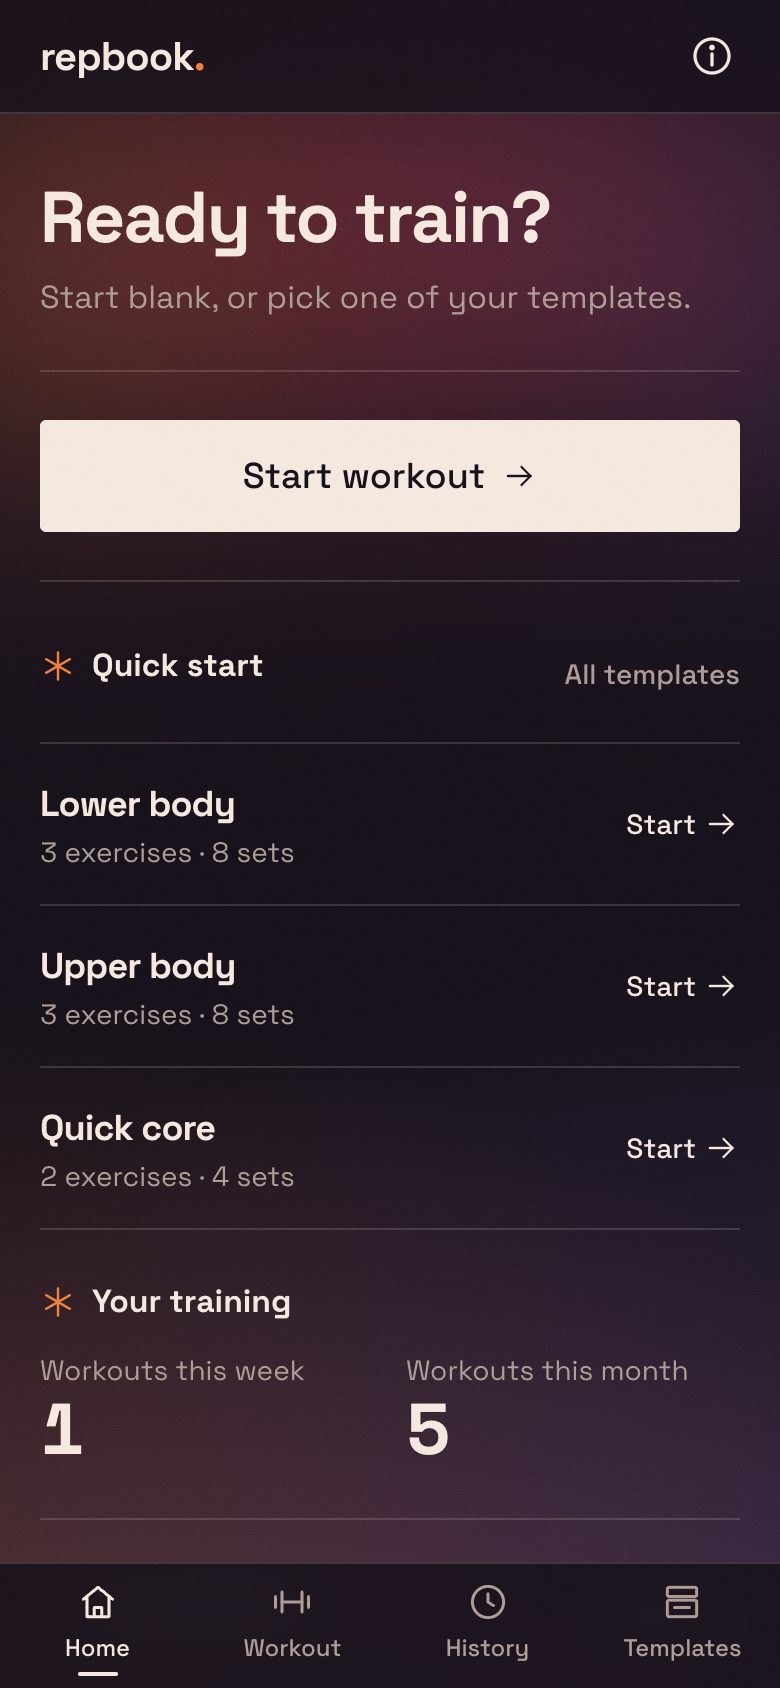 repbook.
Ready to train?
Start blank, or pick one of your templates.
Start workout →
Quick start
All templates
Lower body
3 exercises · 8 sets
Start →
Upper body
3 exercises · 8 sets
Start →
Quick core
2 exercises · 4 sets
Start →
Your training
Workouts this week
1
Workouts this month
5
Home
Workout
History
Templates